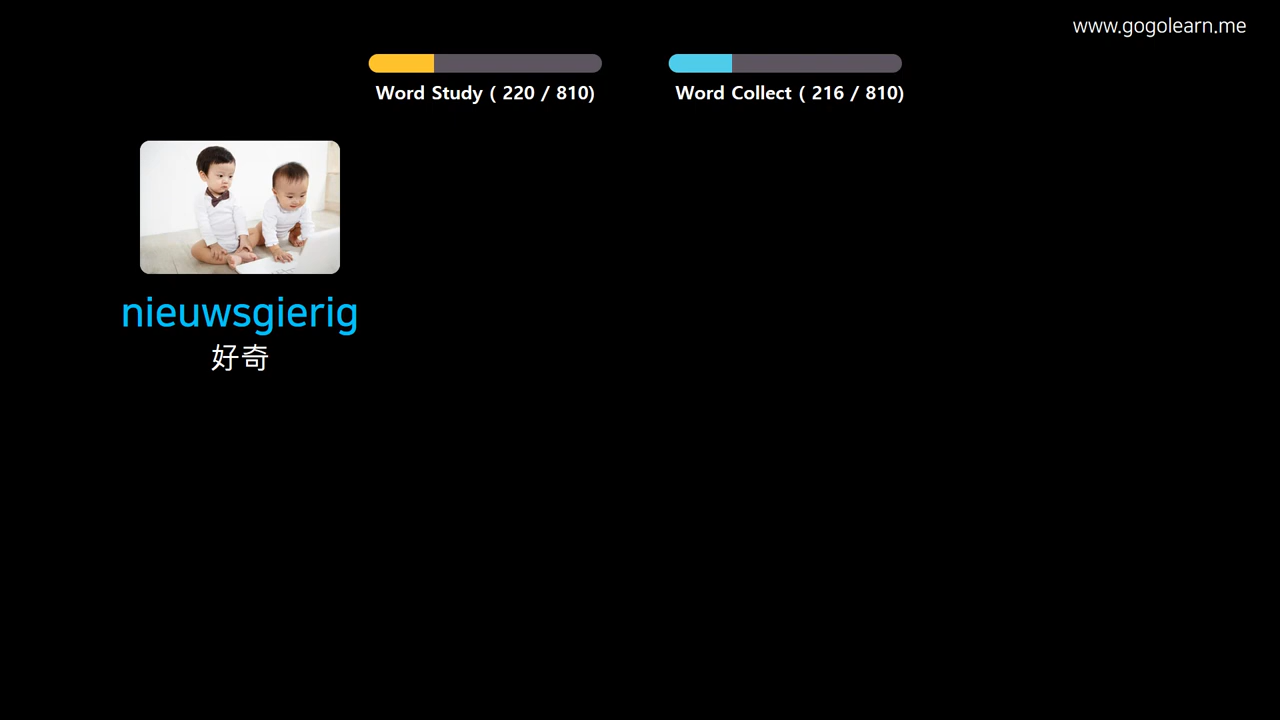 www.gogolearn.me
Word Study ( 220 / 810)
Word Collect ( 216 / 810)
nieuwsgierig
好奇